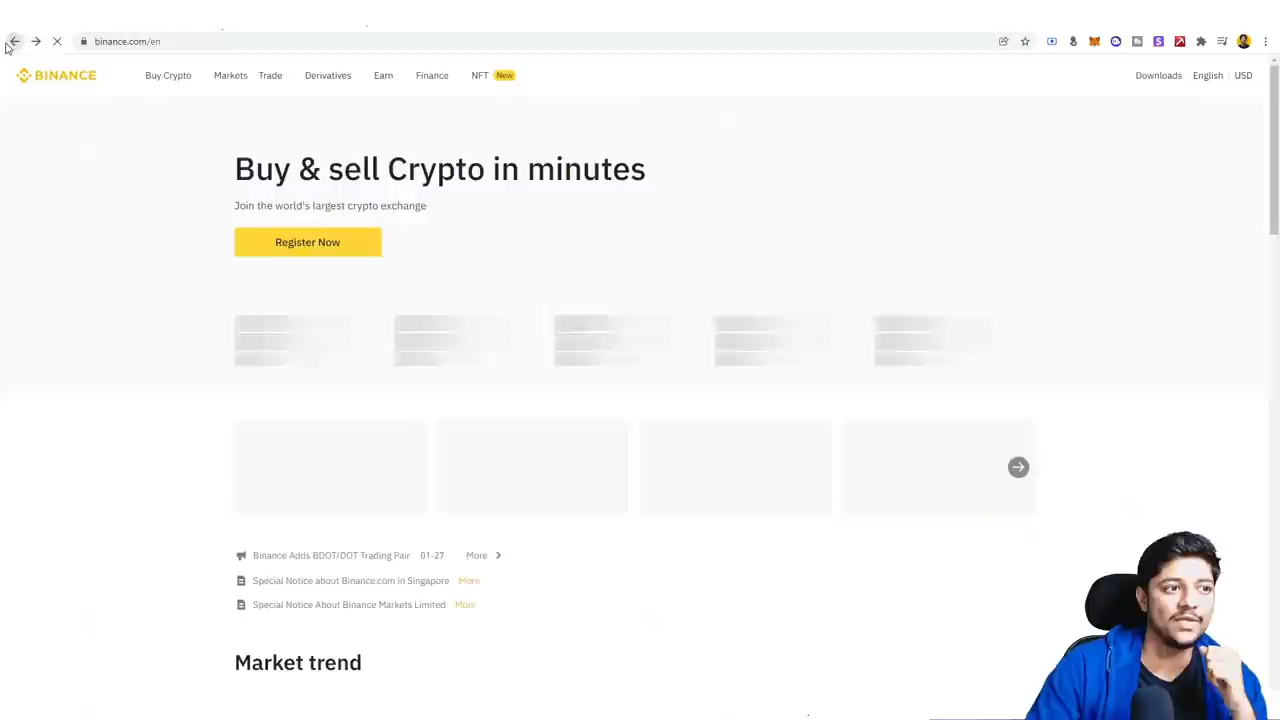 binance.com/en
BINANCE Buy Crypto Markets Trade Derivatives Earn Finance NFT New Downloads English USD
Buy & sell Crypto in minutes
Join the world's largest crypto exchange
Register Now
Binance Adds BDOT/DOT Trading Pair 01-27 More
Special Notice about Binance.com in Singapore More
Special Notice About Binance Markets Limited More
Market trend